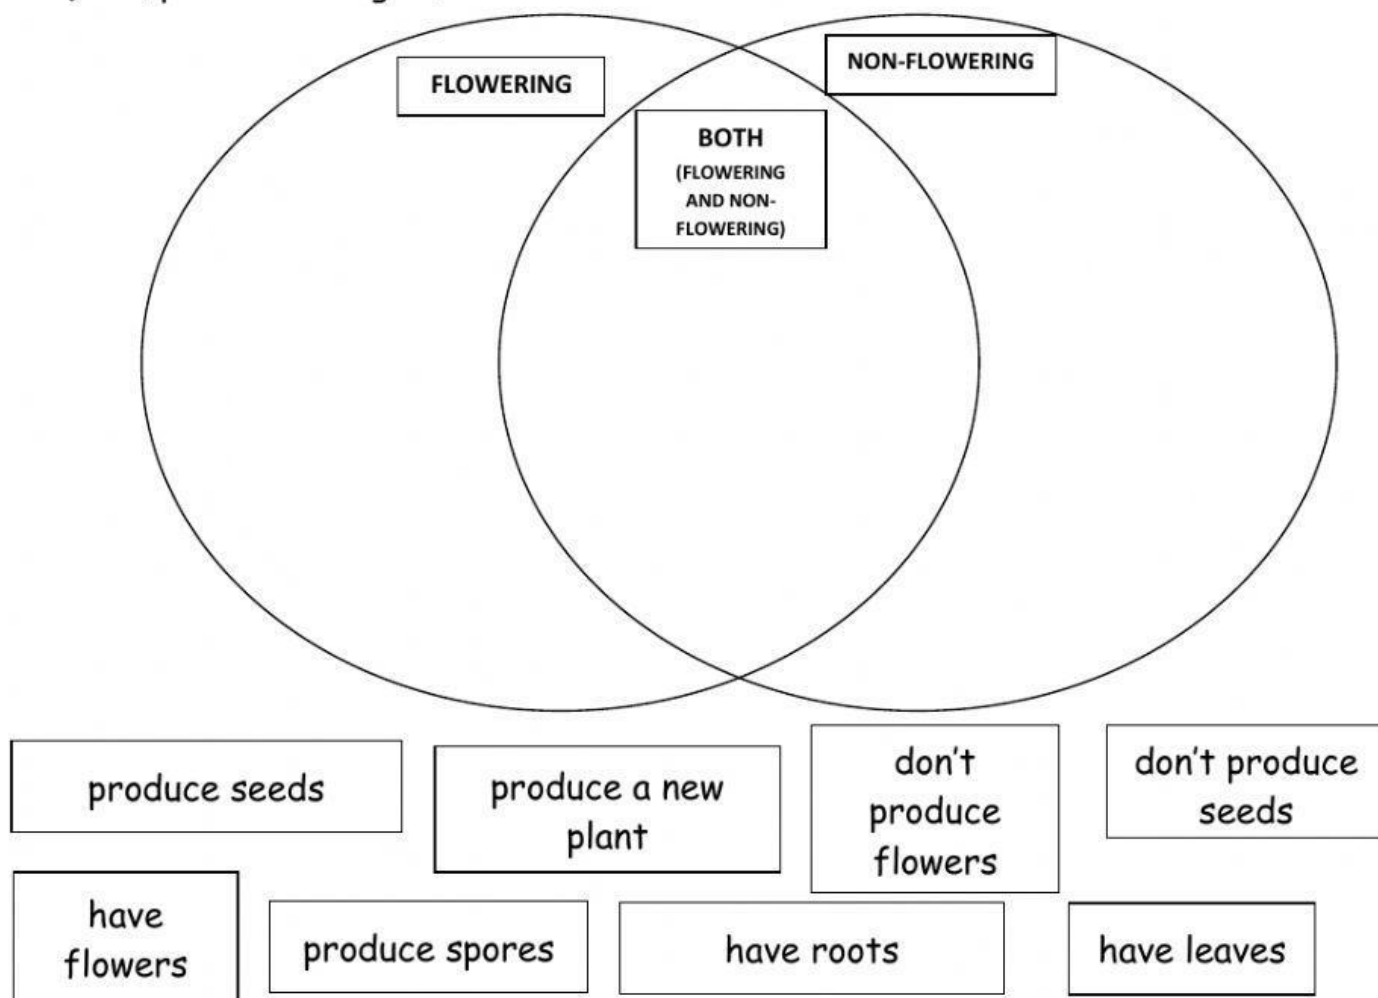 FLOWERING
NON-FLOWERING
BOTH
(FLOWERING
AND NON-
FLOWERING)
produce seeds
produce a new
plant
don't
produce
flowers
don't produce
seeds
have
flowers
produce spores
have roots
have leaves